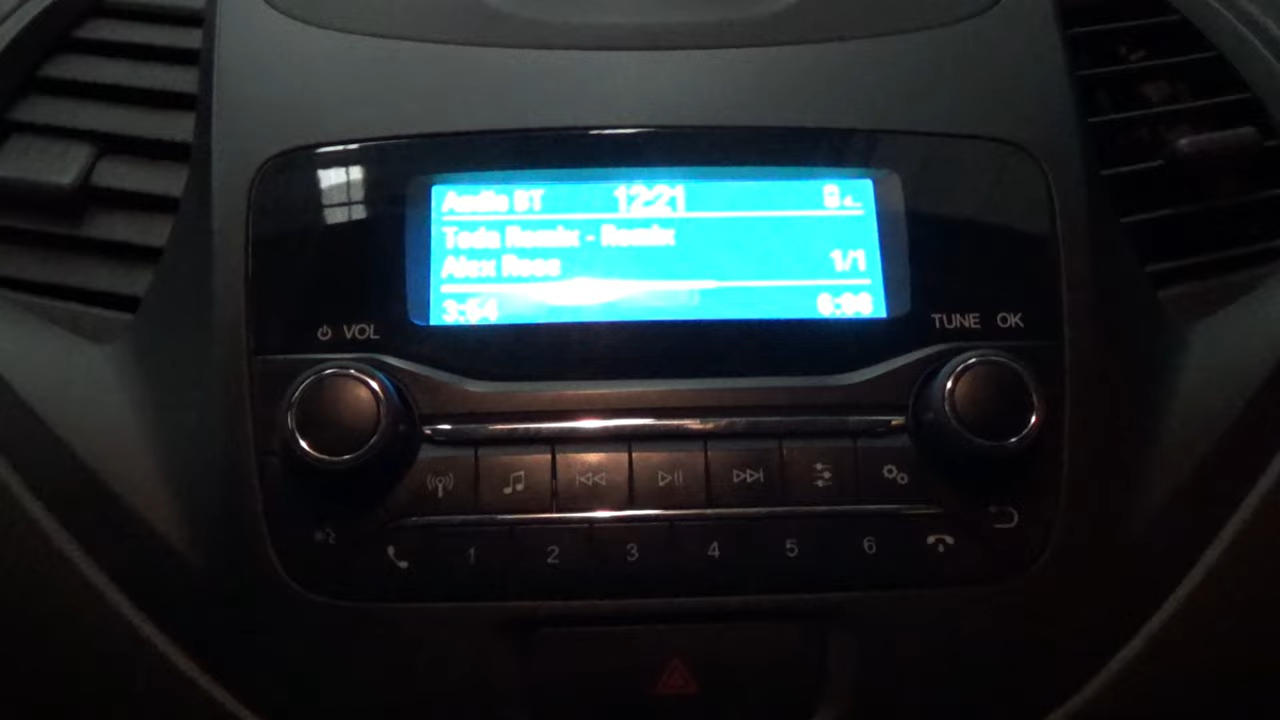 Audio BT 12:21
Toda Remix - Remix
Alex Rose 1/1
3:54
VOL
TUNE OK
1 2 3 4 5 6